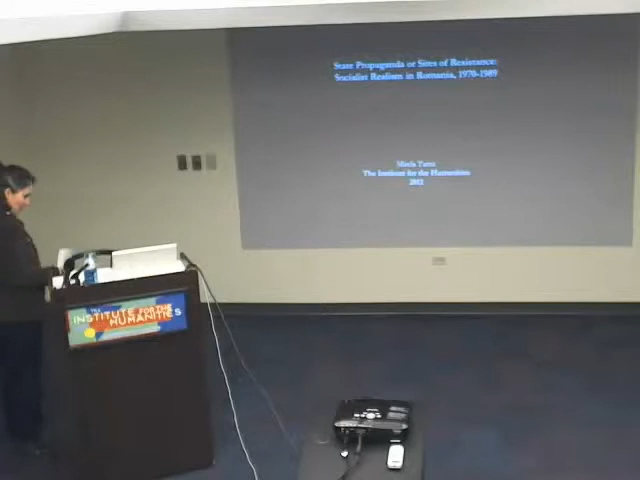 State Propaganda or Sites of Resistance:
Socialist Realism in Romania, 1970-1989
The Institute for the Humanities
2012
THE
INSTITUTE FOR THE
HUMANITIES